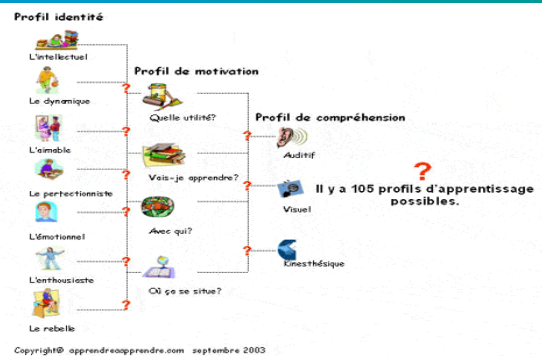 Profil identité
L'intellectuel
Le dynamique
L'aimable
Le pertectionniste
L'émotionnel
L'enthousiaste
Le rebelle
Profil de motivation
Quelle utilité?
Vais-je apprendre?
Avec qui?
Où ça se situe?
Profil de compréhension
Auditif
Visuel
Kinesthésique
?
?
?
?
?
?
?
?
?
?
Il y a 105 profils d'apprentissage
possibles.
Copyright© apprendreaapprendre.com septembre 2003